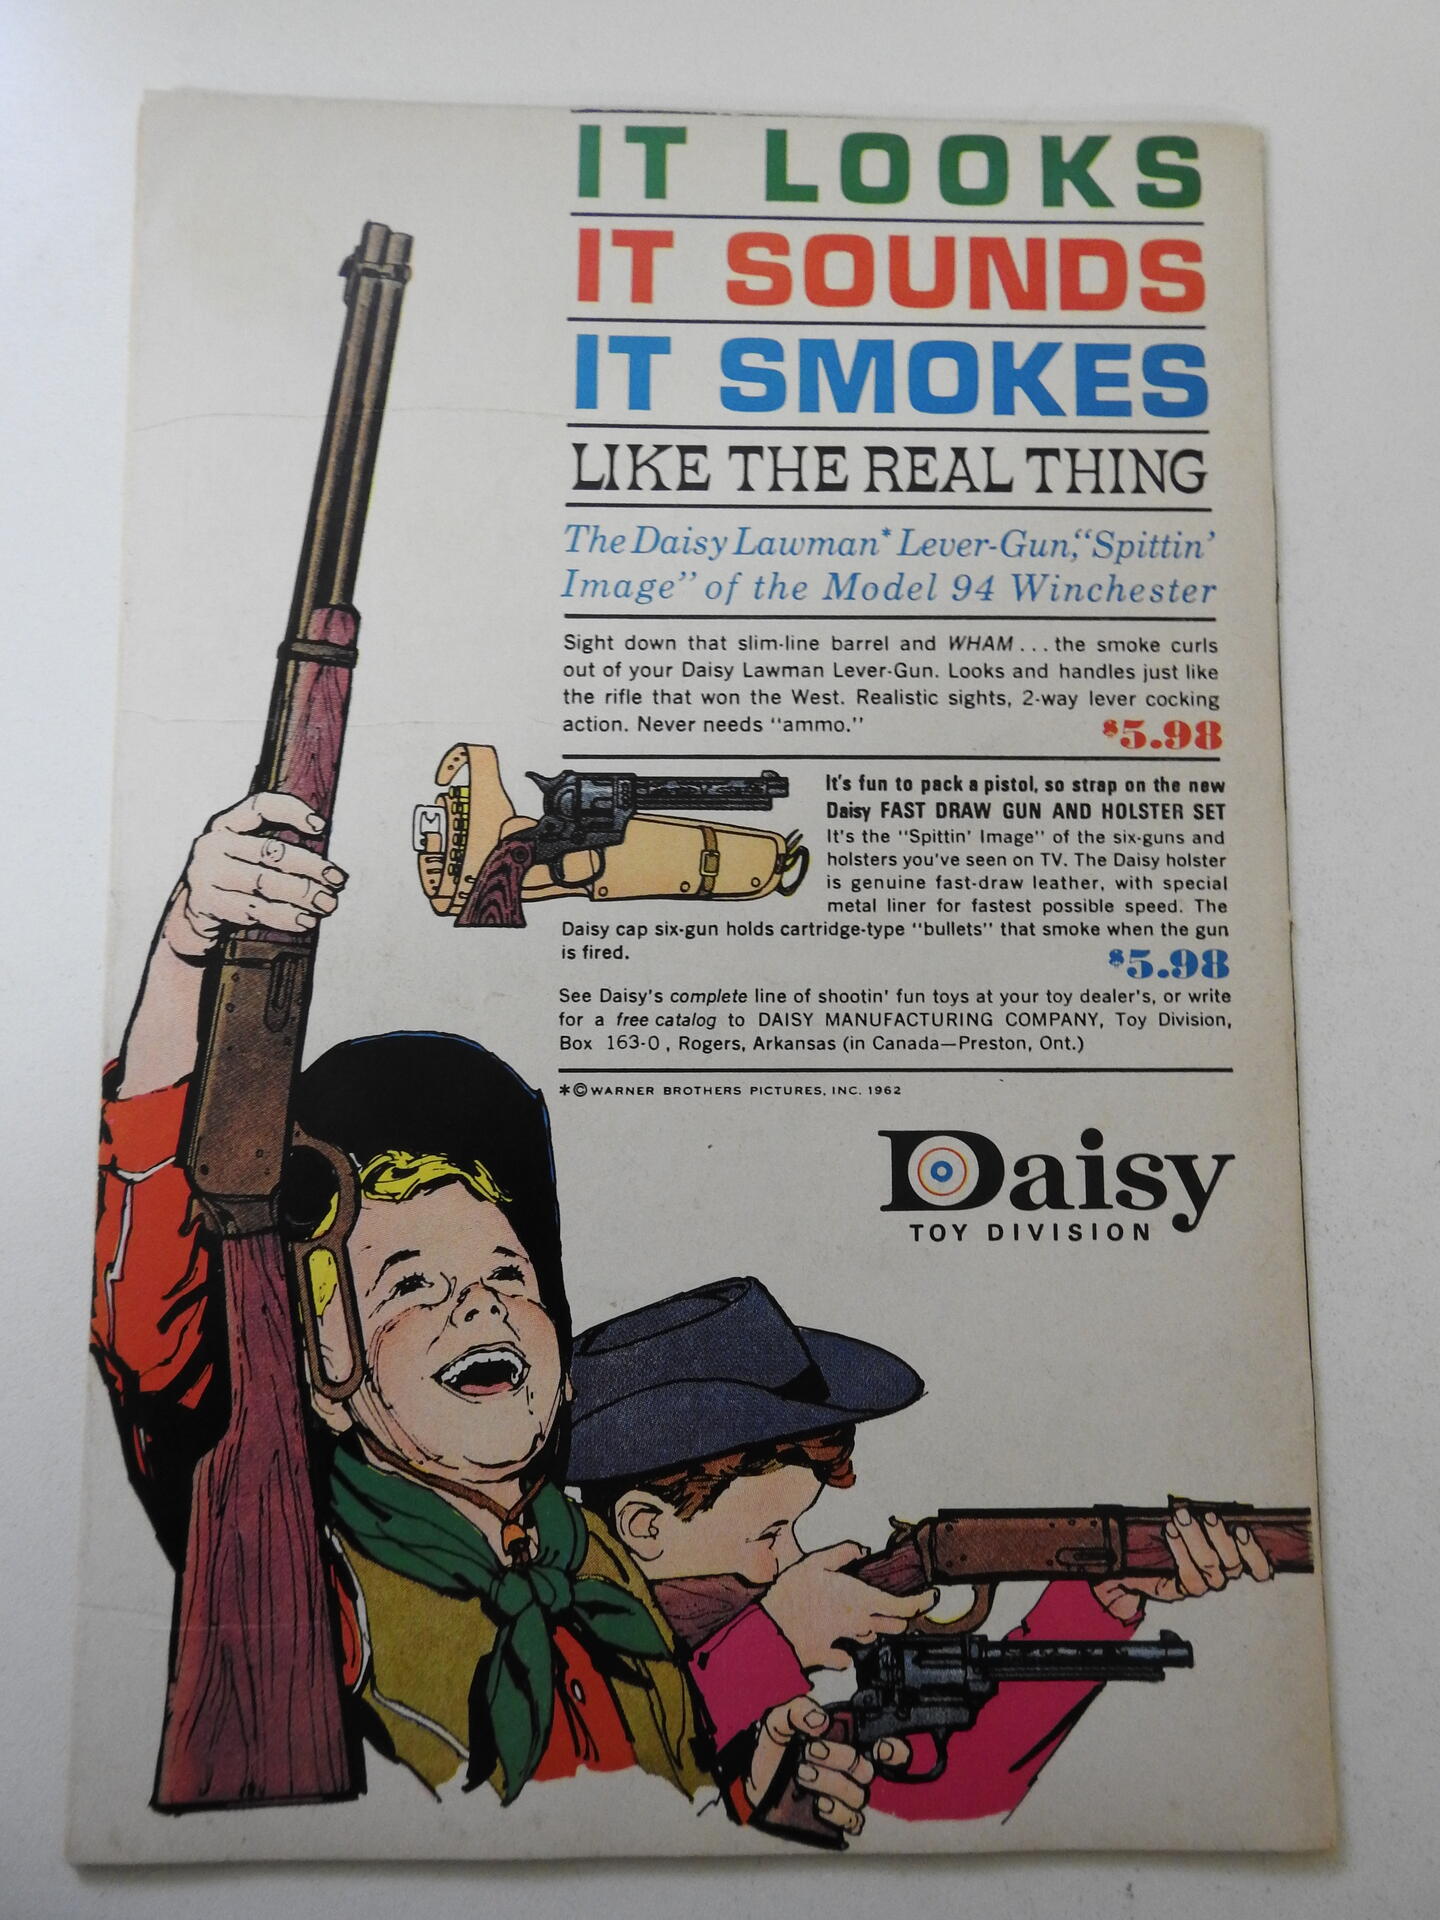 IT LOOKS
IT SOUNDS
IT SMOKES
LIKE THE REAL THING
The Daisy Lawman* Lever-Gun, “Spittin’
Image” of the Model 94 Winchester
Sight down that slim-line barrel and WHAM . . . the smoke curls
out of your Daisy Lawman Lever-Gun. Looks and handles just like
the rifle that won the West. Realistic sights, 2-way lever cocking
action. Never needs “ammo.” $5.98
It's fun to pack a pistol, so strap on the new
Daisy FAST DRAW GUN AND HOLSTER SET
It's the “Spittin' Image” of the six-guns and
holsters you've seen on TV. The Daisy holster
is genuine fast-draw leather, with special
metal liner for fastest possible speed. The
Daisy cap six-gun holds cartridge-type “bullets” that smoke when the gun
is fired. $5.98
See Daisy's complete line of shootin' fun toys at your toy dealer's, or write
for a free catalog to DAISY MANUFACTURING COMPANY, Toy Division,
Box 163-O, Rogers, Arkansas (in Canada—Preston, Ont.)
*© WARNER BROTHERS PICTURES, INC. 1962
Daisy
TOY DIVISION